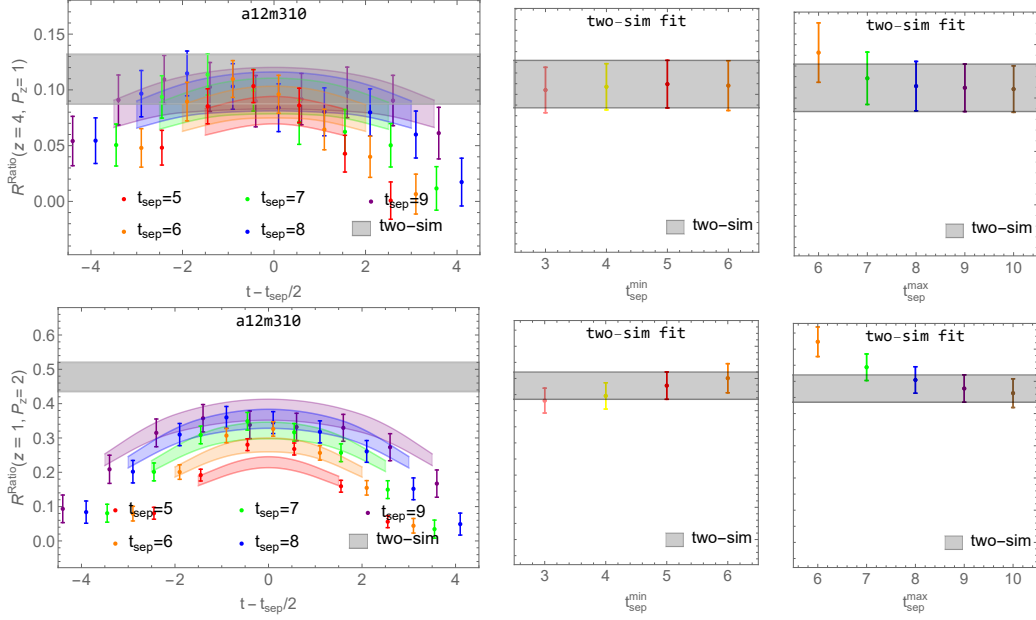 a12m310
R^Ratio(z = 4, P_z = 1)
0.15
0.10
0.05
0.00
t_sep=5
t_sep=7
t_sep=9
t_sep=6
t_sep=8
two-sim
−4
−2
0
2
4
t − t_sep/2
two-sim fit
two-sim
3
4
5
6
t_sep^min
two-sim fit
two-sim
6
7
8
9
10
t_sep^max
a12m310
R^Ratio(z = 1, P_z = 2)
0.6
0.5
0.4
0.3
0.2
0.1
0.0
t_sep=5
t_sep=7
t_sep=9
t_sep=6
t_sep=8
two-sim
−4
−2
0
2
4
t − t_sep/2
two-sim fit
two-sim
3
4
5
6
t_sep^min
two-sim fit
two-sim
6
7
8
9
10
t_sep^max